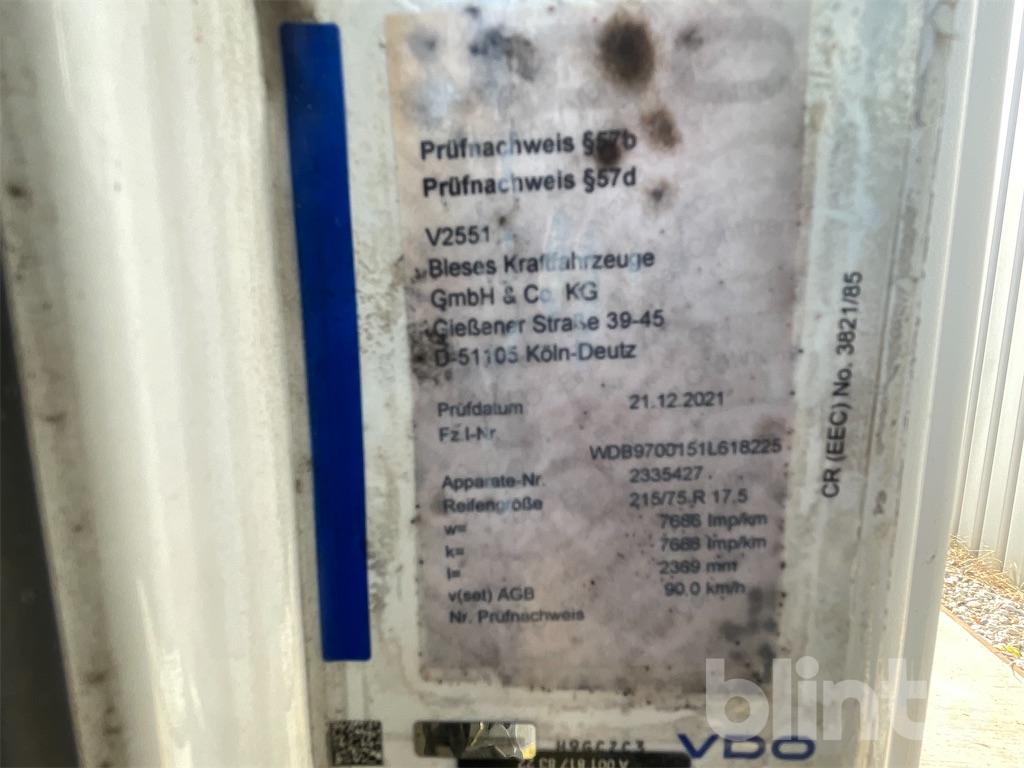 Prüfnachweis §57b
Prüfnachweis §57d
V2551
Bleses Kraftfahrzeuge
GmbH & Co. KG
Gießener Straße 39-45
D-51105 Köln-Deutz
Prüfdatum 21.12.2021
Fz.I-Nr.
WDB9700151L618225
Apparate-Nr. 2335427
Reifengröße 215/75 R 17,5
w= 7686 Imp/km
k= 7688 Imp/km
l= 2369 mm
v(set) AGB 90,0 km/h
Nr. Prüfnachweis
CR (EEC) No. 3821/85
VDO
blinto